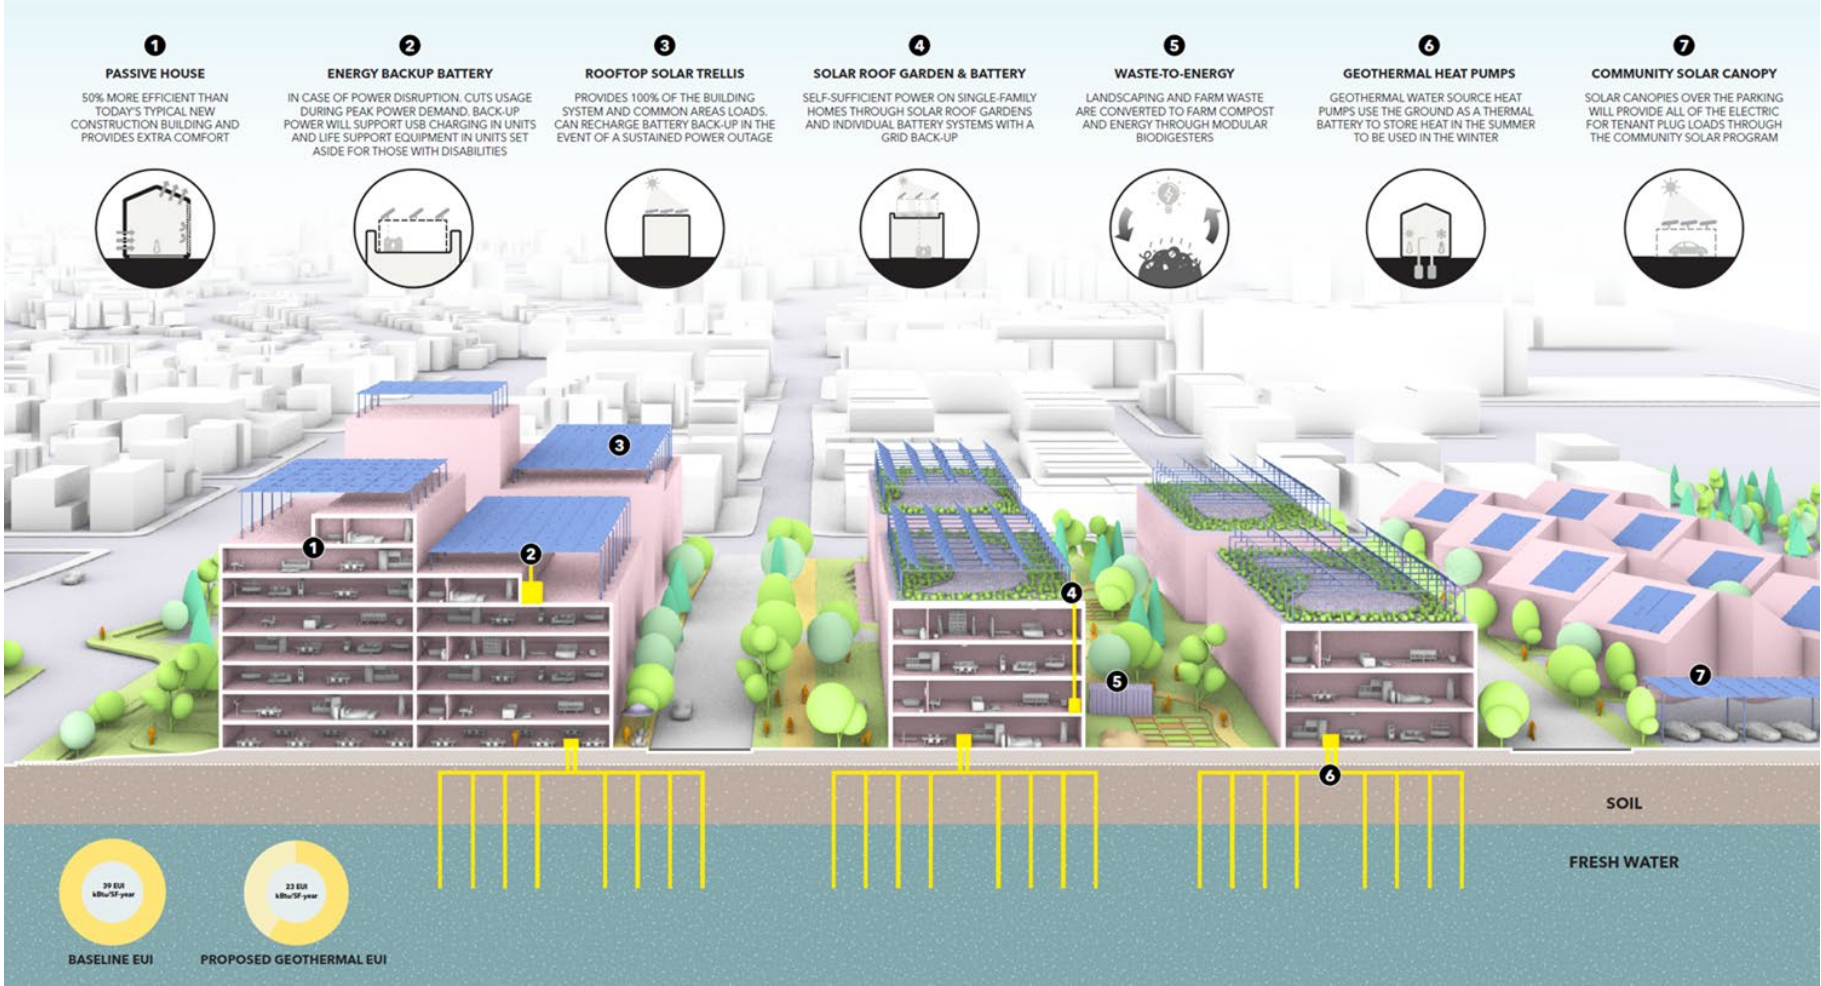 1
PASSIVE HOUSE
50% MORE EFFICIENT THAN
TODAY'S TYPICAL NEW
CONSTRUCTION BUILDING AND
PROVIDES EXTRA COMFORT
2
ENERGY BACKUP BATTERY
IN CASE OF POWER DISRUPTION. CUTS USAGE
DURING PEAK POWER DEMAND. BACK-UP
POWER WILL SUPPORT USB CHARGING IN UNITS
AND LIFE SUPPORT EQUIPMENT IN UNITS SET
ASIDE FOR THOSE WITH DISABILITIES
3
ROOFTOP SOLAR TRELLIS
PROVIDES 100% OF THE BUILDING
SYSTEM AND COMMON AREAS LOADS.
CAN RECHARGE BATTERY BACK-UP IN THE
EVENT OF A SUSTAINED POWER OUTAGE
4
SOLAR ROOF GARDEN & BATTERY
SELF-SUFFICIENT POWER ON SINGLE-FAMILY
HOMES THROUGH SOLAR ROOF GARDENS
AND INDIVIDUAL BATTERY SYSTEMS WITH A
GRID BACK-UP
5
WASTE-TO-ENERGY
LANDSCAPING AND FARM WASTE
ARE CONVERTED TO FARM COMPOST
AND ENERGY THROUGH MODULAR
BIODIGESTERS
6
GEOTHERMAL HEAT PUMPS
GEOTHERMAL WATER SOURCE HEAT
PUMPS USE THE GROUND AS A THERMAL
BATTERY TO STORE HEAT IN THE SUMMER
TO BE USED IN THE WINTER
7
COMMUNITY SOLAR CANOPY
SOLAR CANOPIES OVER THE PARKING
WILL PROVIDE ALL OF THE ELECTRIC
FOR TENANT PLUG LOADS THROUGH
THE COMMUNITY SOLAR PROGRAM
3
1
2
4
5
7
6
SOIL
FRESH WATER
39 EUI
kBtu/SF-year
BASELINE EUI
23 EUI
kBtu/SF-year
PROPOSED GEOTHERMAL EUI